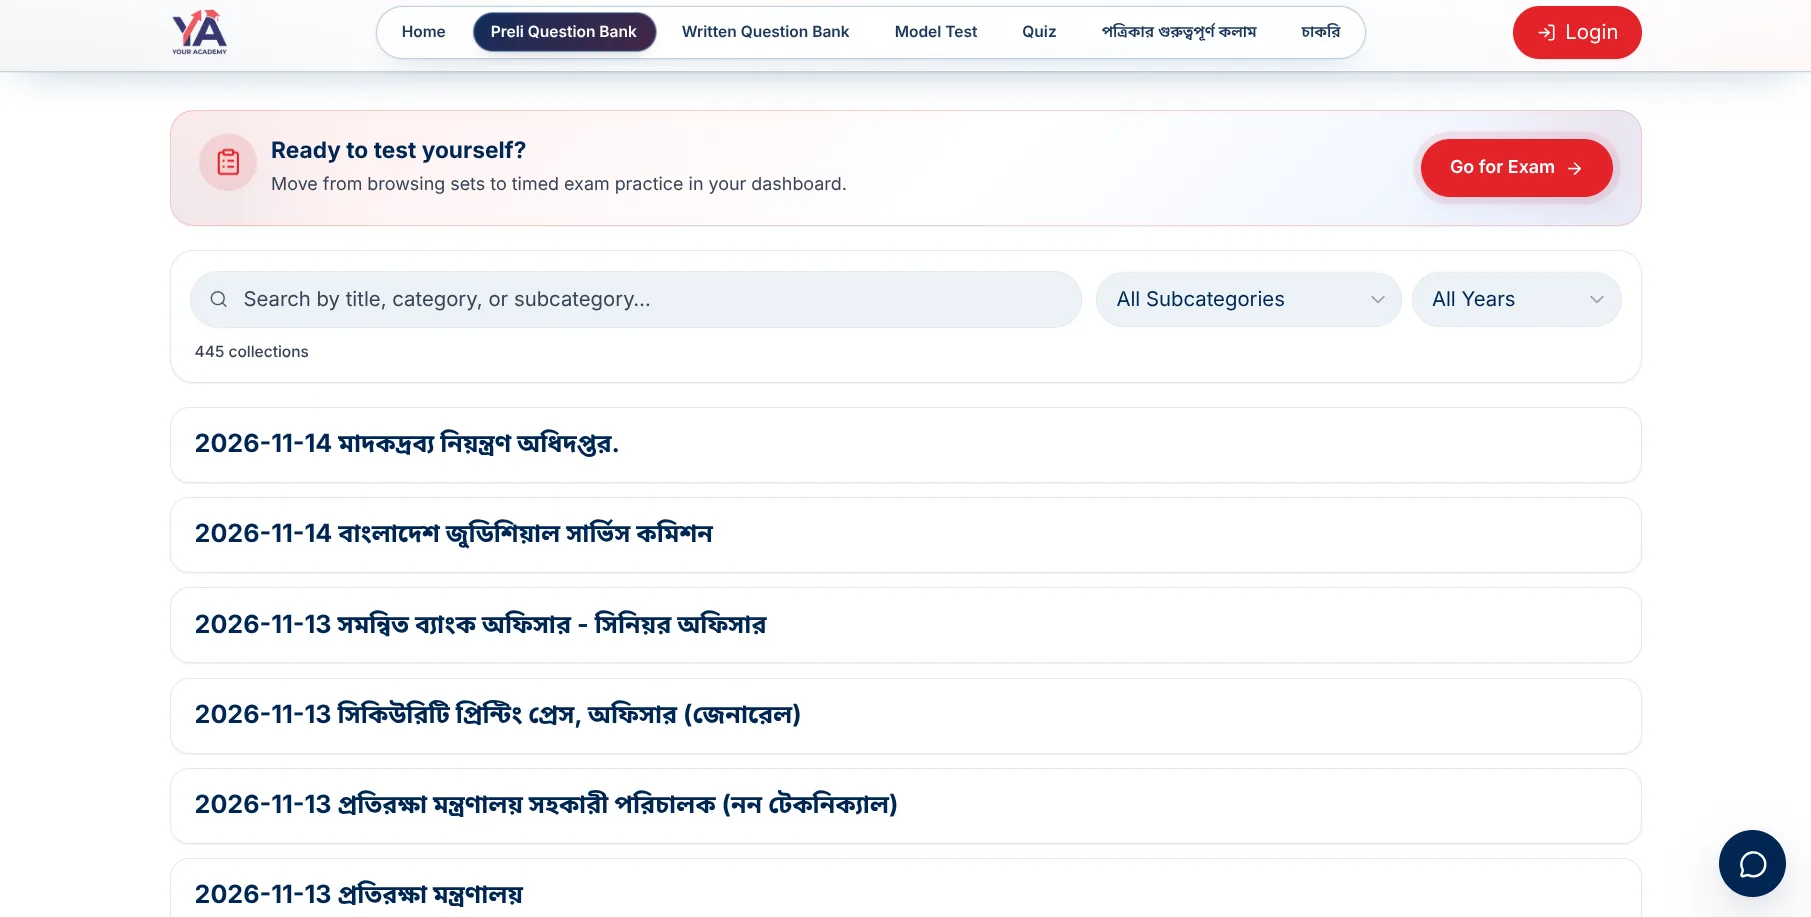 YA
YOUR ACADEMY
Home
Preli Question Bank
Written Question Bank
Model Test
Quiz
পত্রিকার গুরুত্বপূর্ণ কলাম
চাকরি
Login
Ready to test yourself?
Move from browsing sets to timed exam practice in your dashboard.
Go for Exam
Search by title, category, or subcategory...
All Subcategories
All Years
445 collections
2026-11-14 মাদকদ্রব্য নিয়ন্ত্রণ অধিদপ্তর.
2026-11-14 বাংলাদেশ জুডিশিয়াল সার্ভিস কমিশন
2026-11-13 সমন্বিত ব্যাংক অফিসার - সিনিয়র অফিসার
2026-11-13 সিকিউরিটি প্রিন্টিং প্রেস, অফিসার (জেনারেল)
2026-11-13 প্রতিরক্ষা মন্ত্রণালয় সহকারী পরিচালক (নন টেকনিক্যাল)
2026-11-13 প্রতিরক্ষা মন্ত্রণালয়